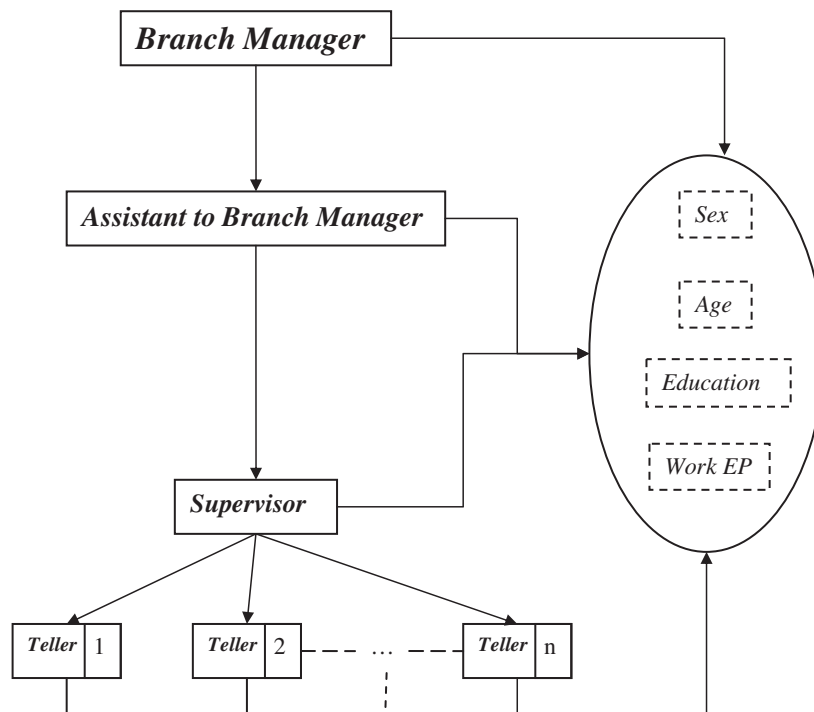 Branch Manager
Assistant to Branch Manager
Sex
Age
Education
Work EP
Supervisor
Teller 1
Teller 2
...
Teller n